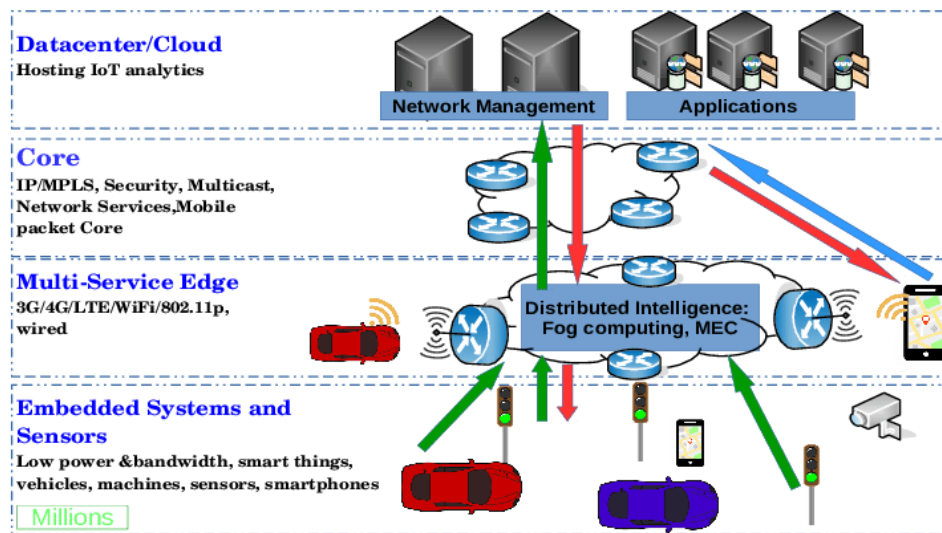 Datacenter/Cloud
Hosting IoT analytics
Network Management
Applications
Core
IP/MPLS, Security, Multicast,
Network Services,Mobile
packet Core
Multi-Service Edge
3G/4G/LTE/WiFi/802.11p,
wired
Distributed Intelligence:
Fog computing, MEC
Embedded Systems and
Sensors
Low power &bandwidth, smart things,
vehicles, machines, sensors, smartphones
Millions